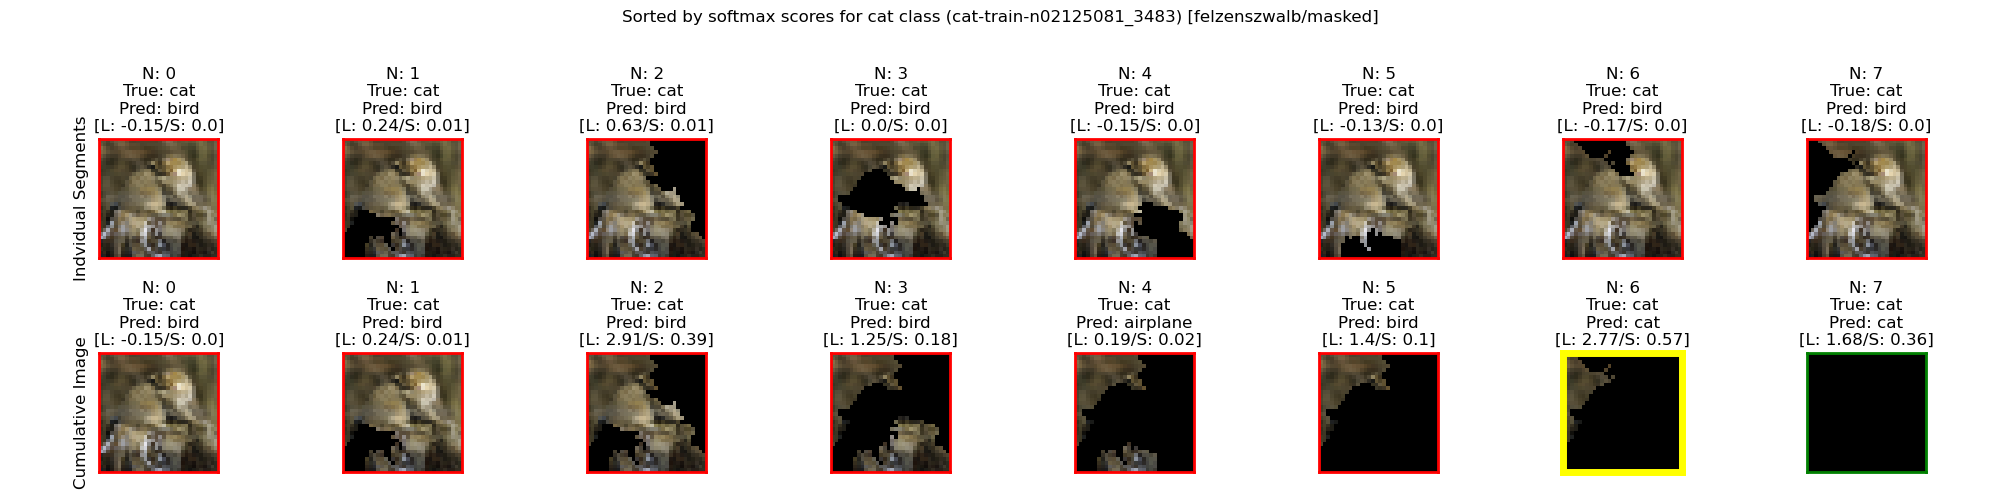 Sorted by softmax scores for cat class (cat-train-n02125081_3483) [felzenszwalb/masked]
Indvidual Segments
N: 0
True: cat
Pred: bird
[L: -0.15/S: 0.0]
N: 1
True: cat
Pred: bird
[L: 0.24/S: 0.01]
N: 2
True: cat
Pred: bird
[L: 0.63/S: 0.01]
N: 3
True: cat
Pred: bird
[L: 0.0/S: 0.0]
N: 4
True: cat
Pred: bird
[L: -0.15/S: 0.0]
N: 5
True: cat
Pred: bird
[L: -0.13/S: 0.0]
N: 6
True: cat
Pred: bird
[L: -0.17/S: 0.0]
N: 7
True: cat
Pred: bird
[L: -0.18/S: 0.0]
Cumulative Image
N: 0
True: cat
Pred: bird
[L: -0.15/S: 0.0]
N: 1
True: cat
Pred: bird
[L: 0.24/S: 0.01]
N: 2
True: cat
Pred: bird
[L: 2.91/S: 0.39]
N: 3
True: cat
Pred: bird
[L: 1.25/S: 0.18]
N: 4
True: cat
Pred: airplane
[L: 0.19/S: 0.02]
N: 5
True: cat
Pred: bird
[L: 1.4/S: 0.1]
N: 6
True: cat
Pred: cat
[L: 2.77/S: 0.57]
N: 7
True: cat
Pred: cat
[L: 1.68/S: 0.36]